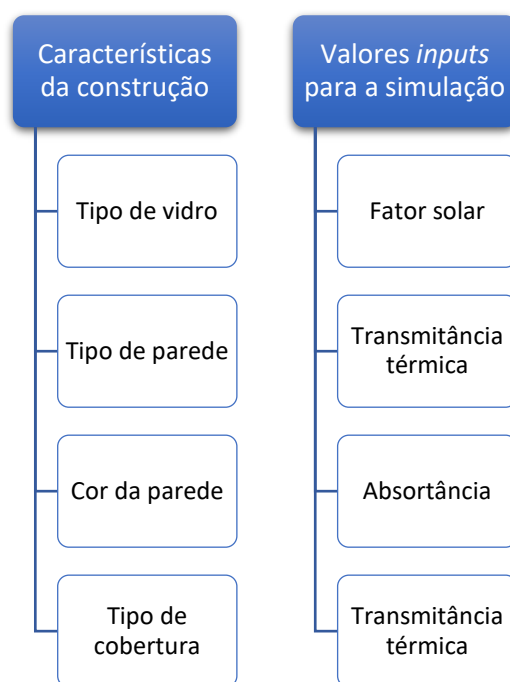 Características
da construção
Tipo de vidro
Tipo de parede
Cor da parede
Tipo de
cobertura
Valores inputs
para a simulação
Fator solar
Transmitância
térmica
Absortância
Transmitância
térmica